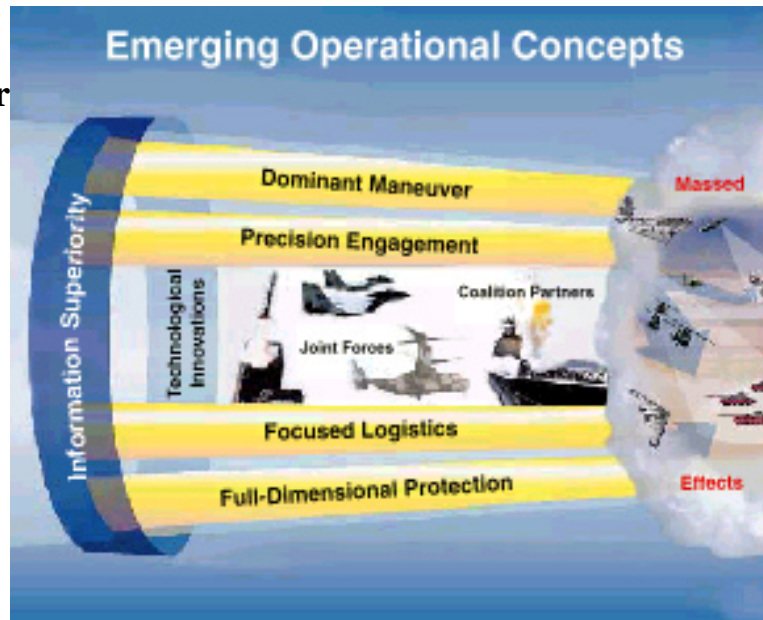 Emerging Operational Concepts
r
Information Superiority
Dominant Maneuver
Massed
Precision Engagement
Technological
Innovations
Coalition Partners
Joint Forces
Focused Logistics
Full-Dimensional Protection
Effects